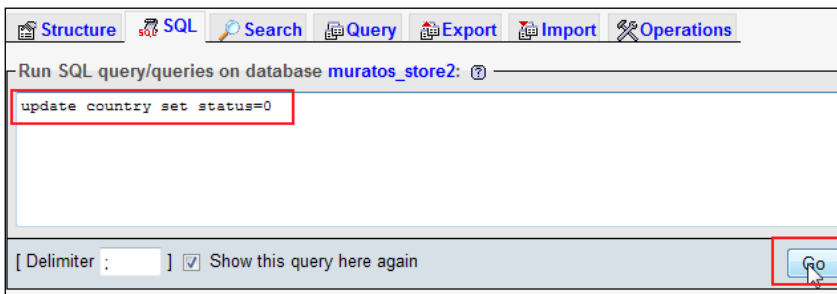 Structure SQL Search Query Export Import Operations
Run SQL query/queries on database muratos_store2:
update country set status=0
[ Delimiter ; ] Show this query here again Go